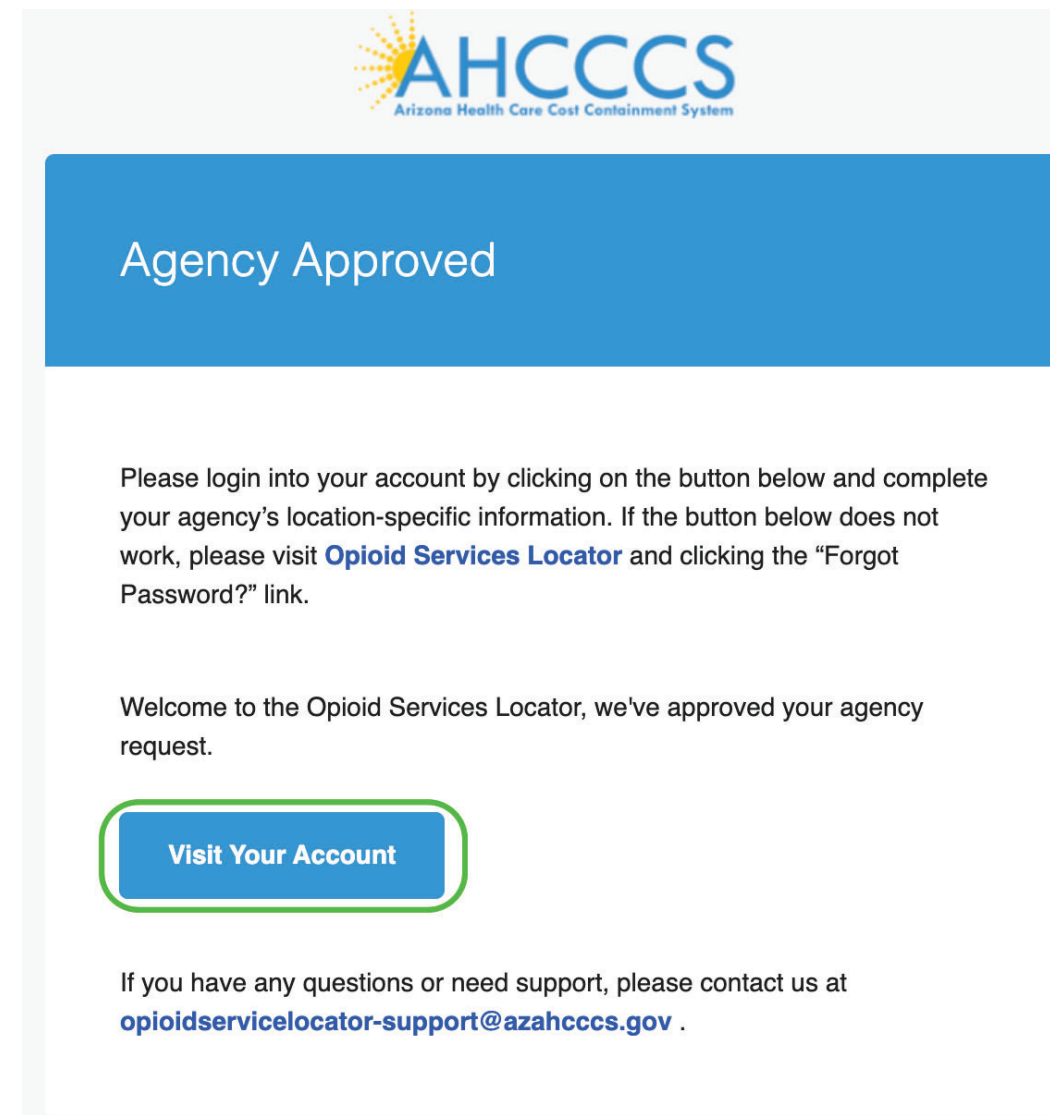 AHCCCS
Arizona Health Care Cost Containment System
Agency Approved
Please login into your account by clicking on the button below and complete
your agency’s location-specific information. If the button below does not
work, please visit Opioid Services Locator and clicking the “Forgot
Password?” link.
Welcome to the Opioid Services Locator, we've approved your agency
request.
Visit Your Account
If you have any questions or need support, please contact us at
opioidservicelocator-support@azahcccs.gov .